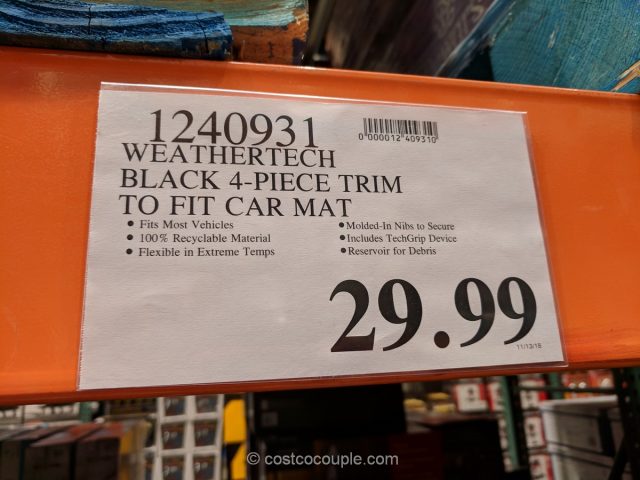 1240931
0 000012 409310
WEATHERTECH
BLACK 4-PIECE TRIM
TO FIT CAR MAT
• Fits Most Vehicles
• 100% Recyclable Material
• Flexible in Extreme Temps
• Molded-In Nibs to Secure
• Includes TechGrip Device
• Reservoir for Debris
29.99
11/13/18
© costcocouple.com